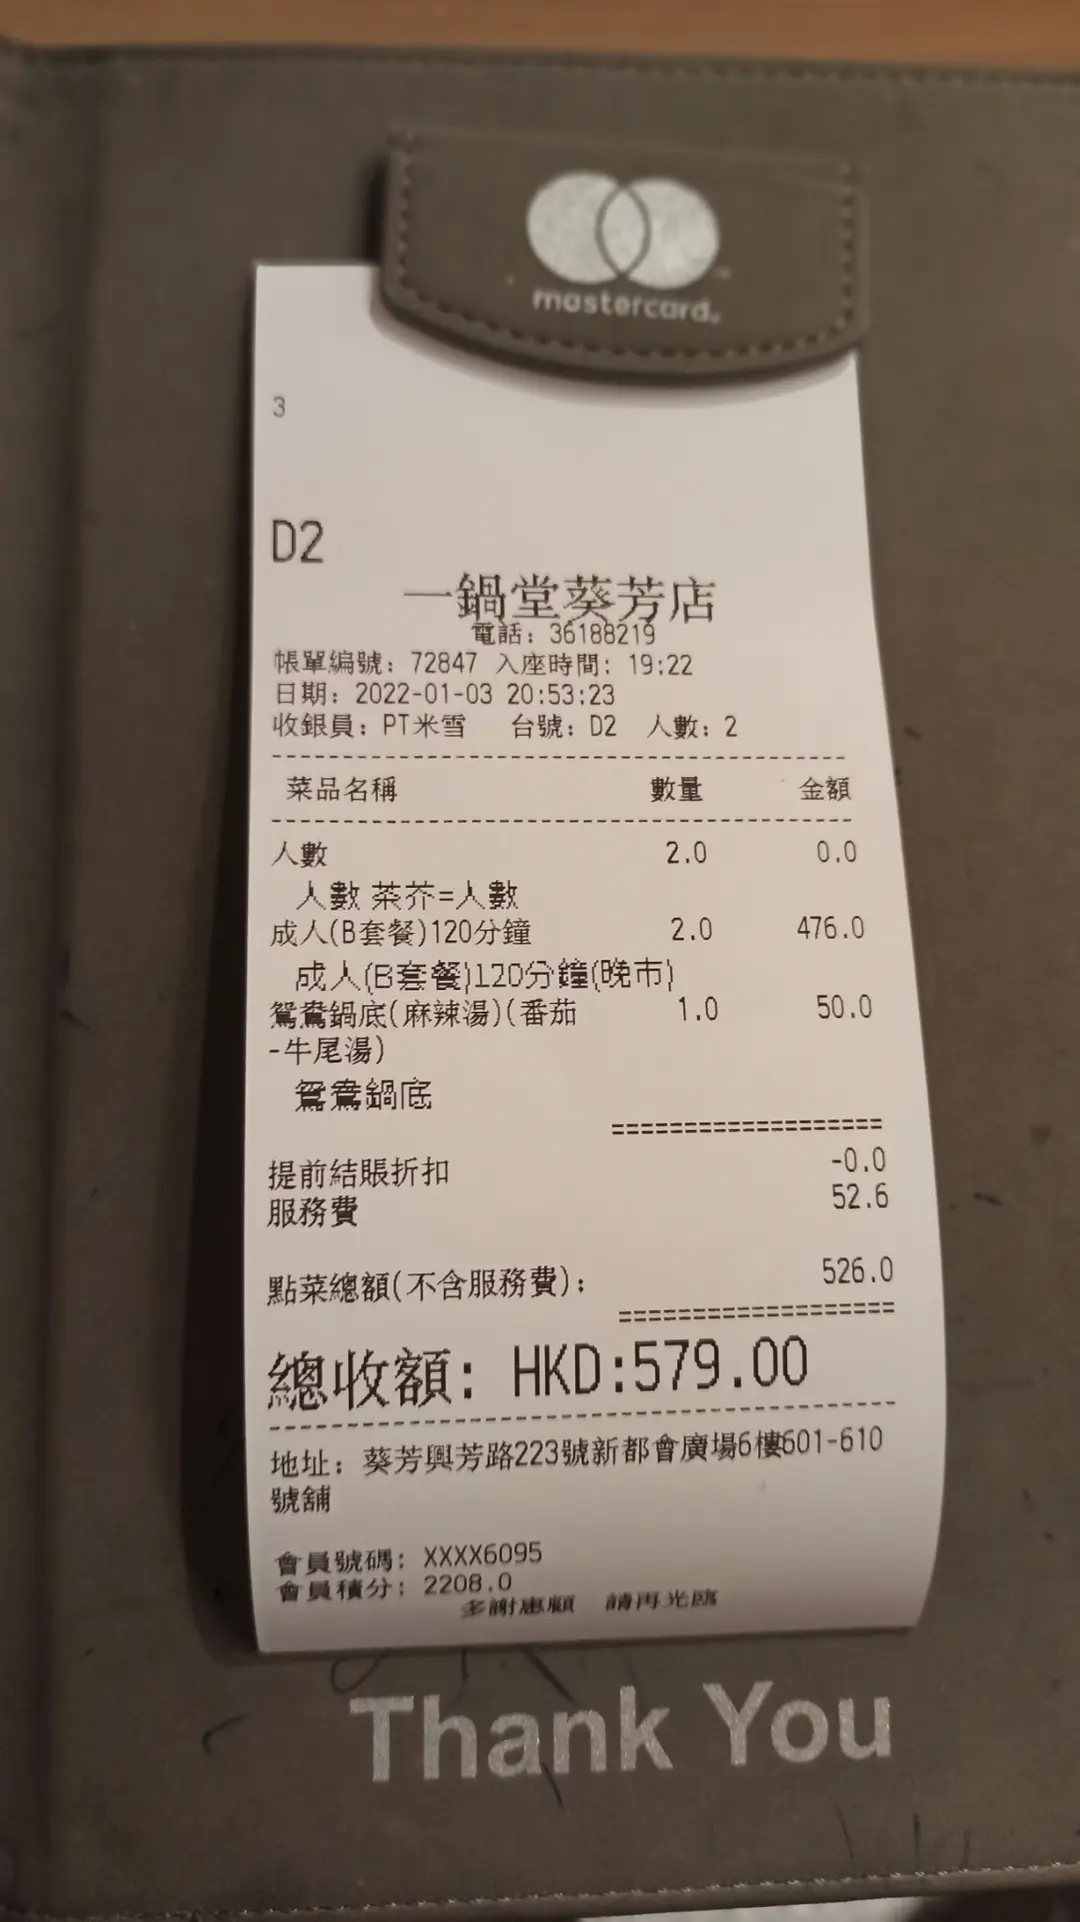 mastercard.
3
D2
一鍋堂葵芳店
電話: 36188219
帳單編號: 72847 入座時間: 19:22
日期: 2022-01-03 20:53:23
收銀員: PT米雪 台號: D2 人數: 2
菜品名稱 數量 金額
人數 2.0 0.0
人數 茶芥=人數
成人(B套餐)120分鐘 2.0 476.0
成人(B套餐)120分鐘(晚市)
鴛鴦鍋底(麻辣湯)(番茄 1.0 50.0
-牛尾湯)
鴛鴦鍋底
====================
提前結賬折扣 -0.0
服務費 52.6
點菜總額(不含服務費): 526.0
====================
總收額: HKD:579.00
地址: 葵芳興芳路223號新都會廣場6樓601-610
號舖
會員號碼: XXXX6095
會員積分: 2208.0
多謝惠顧 請再光臨
Thank You